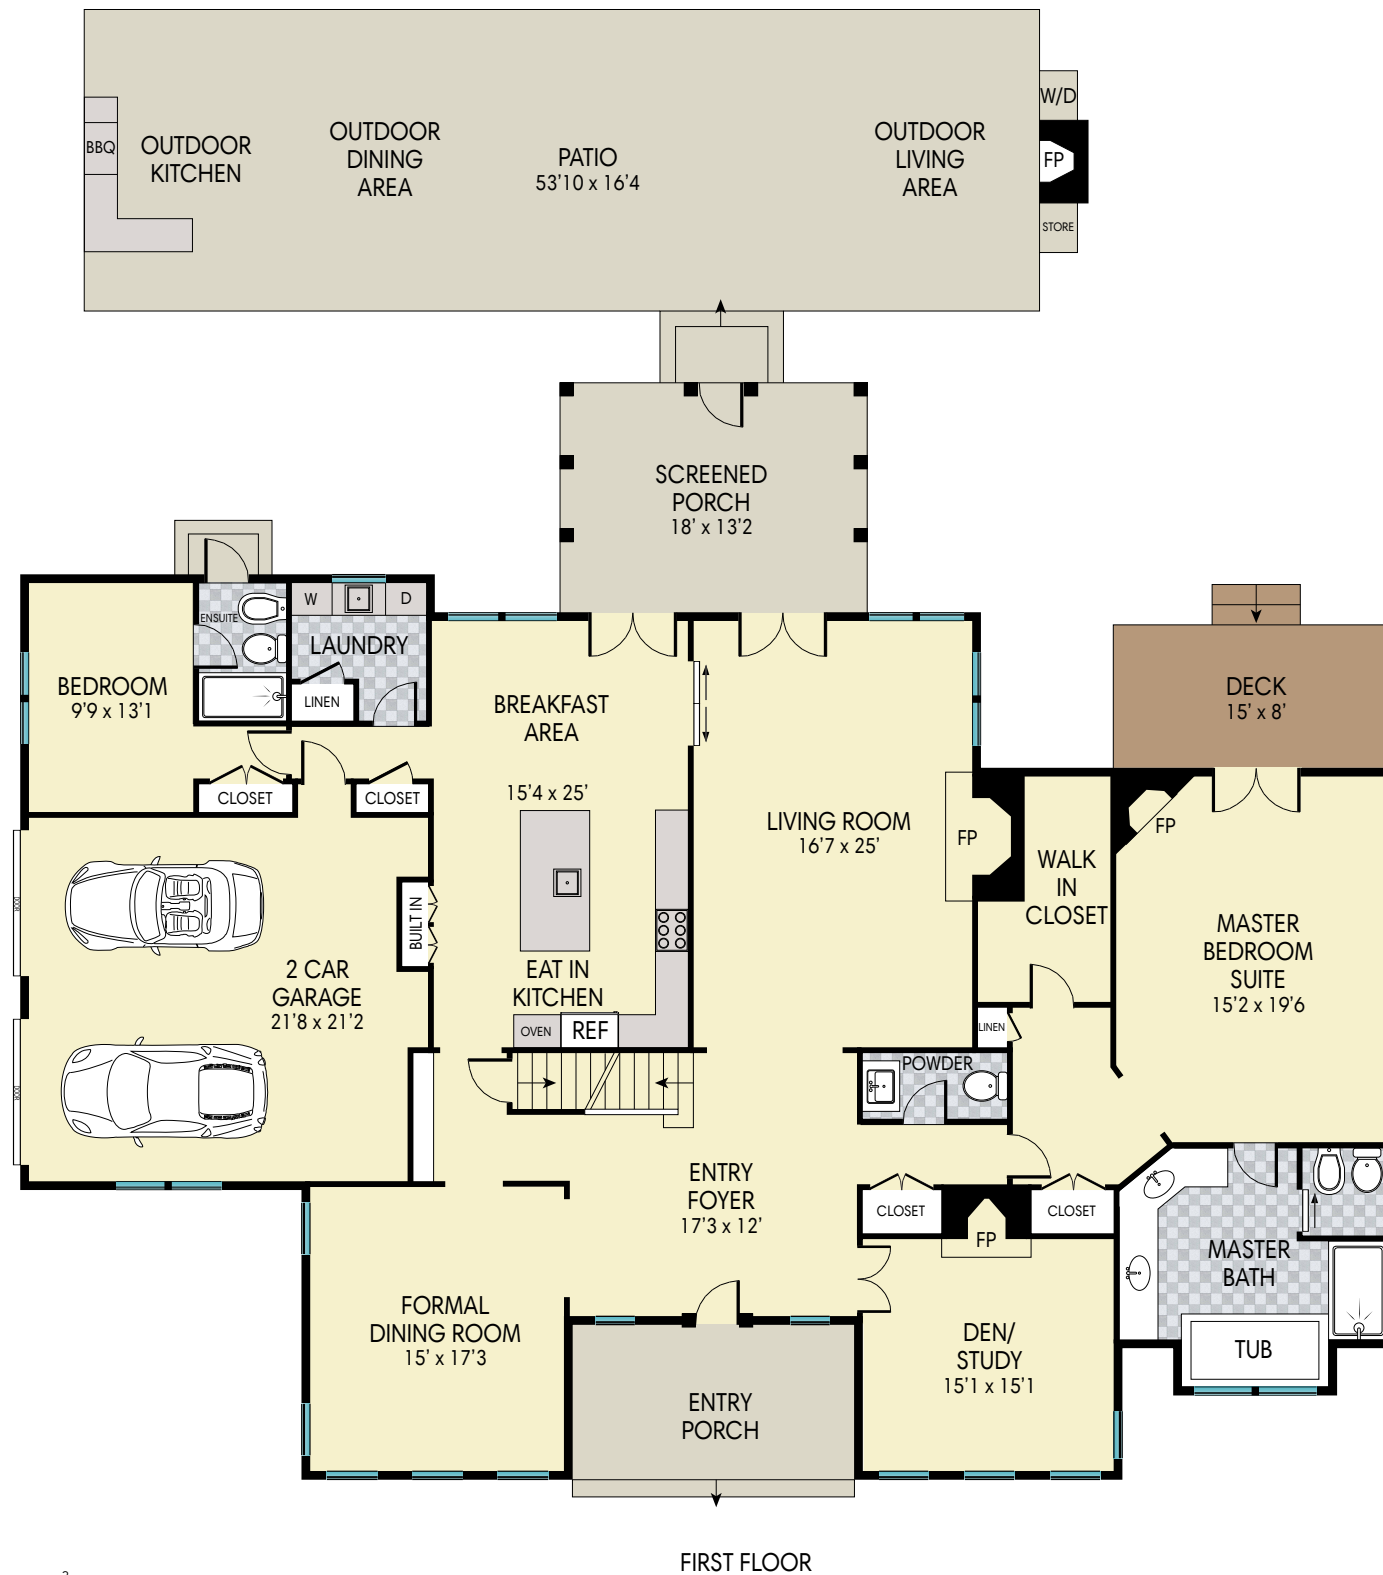 W/D
BBQ
OUTDOOR
KITCHEN
OUTDOOR
DINING
AREA
PATIO
53'10 x 16'4
OUTDOOR
LIVING
AREA
FP
STORE
SCREENED
PORCH
18' x 13'2
ENSUITE
W
D
LAUNDRY
LINEN
BEDROOM
9'9 x 13'1
CLOSET
CLOSET
BREAKFAST
AREA
15'4 x 25'
LIVING ROOM
16'7 x 25'
FP
WALK
IN
CLOSET
DECK
15' x 8'
FP
MASTER
BEDROOM
SUITE
15'2 x 19'6
DOOR
BUILT IN
2 CAR
GARAGE
21'8 x 21'2
DOOR
EAT IN
KITCHEN
OVEN
REF
LINEN
POWDER
ENTRY
FOYER
17'3 x 12'
CLOSET
FP
CLOSET
MASTER
BATH
TUB
FORMAL
DINING ROOM
15' x 17'3
DEN/
STUDY
15'1 x 15'1
ENTRY
PORCH
FIRST FLOOR